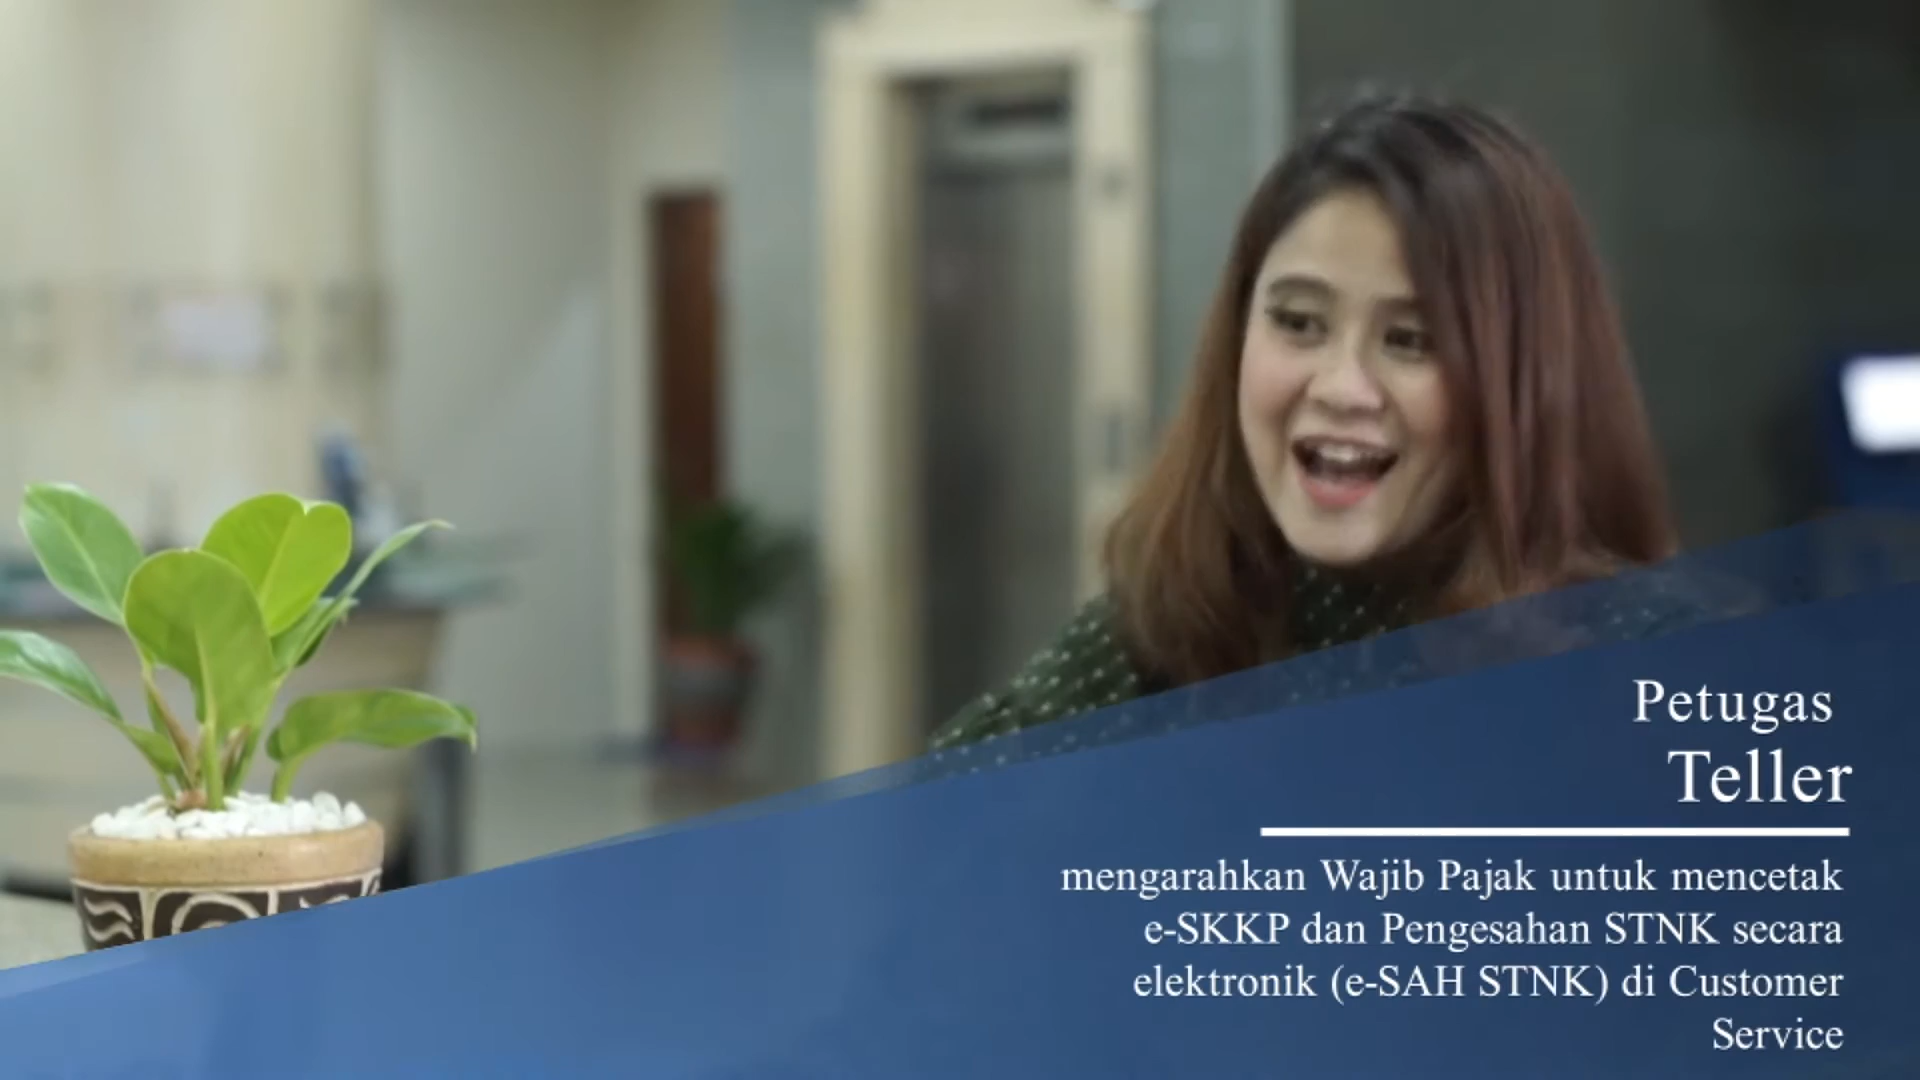 Petugas
Teller
mengarahkan Wajib Pajak untuk mencetak
e-SKKP dan Pengesahan STNK secara
elektronik (e-SAH STNK) di Customer
Service